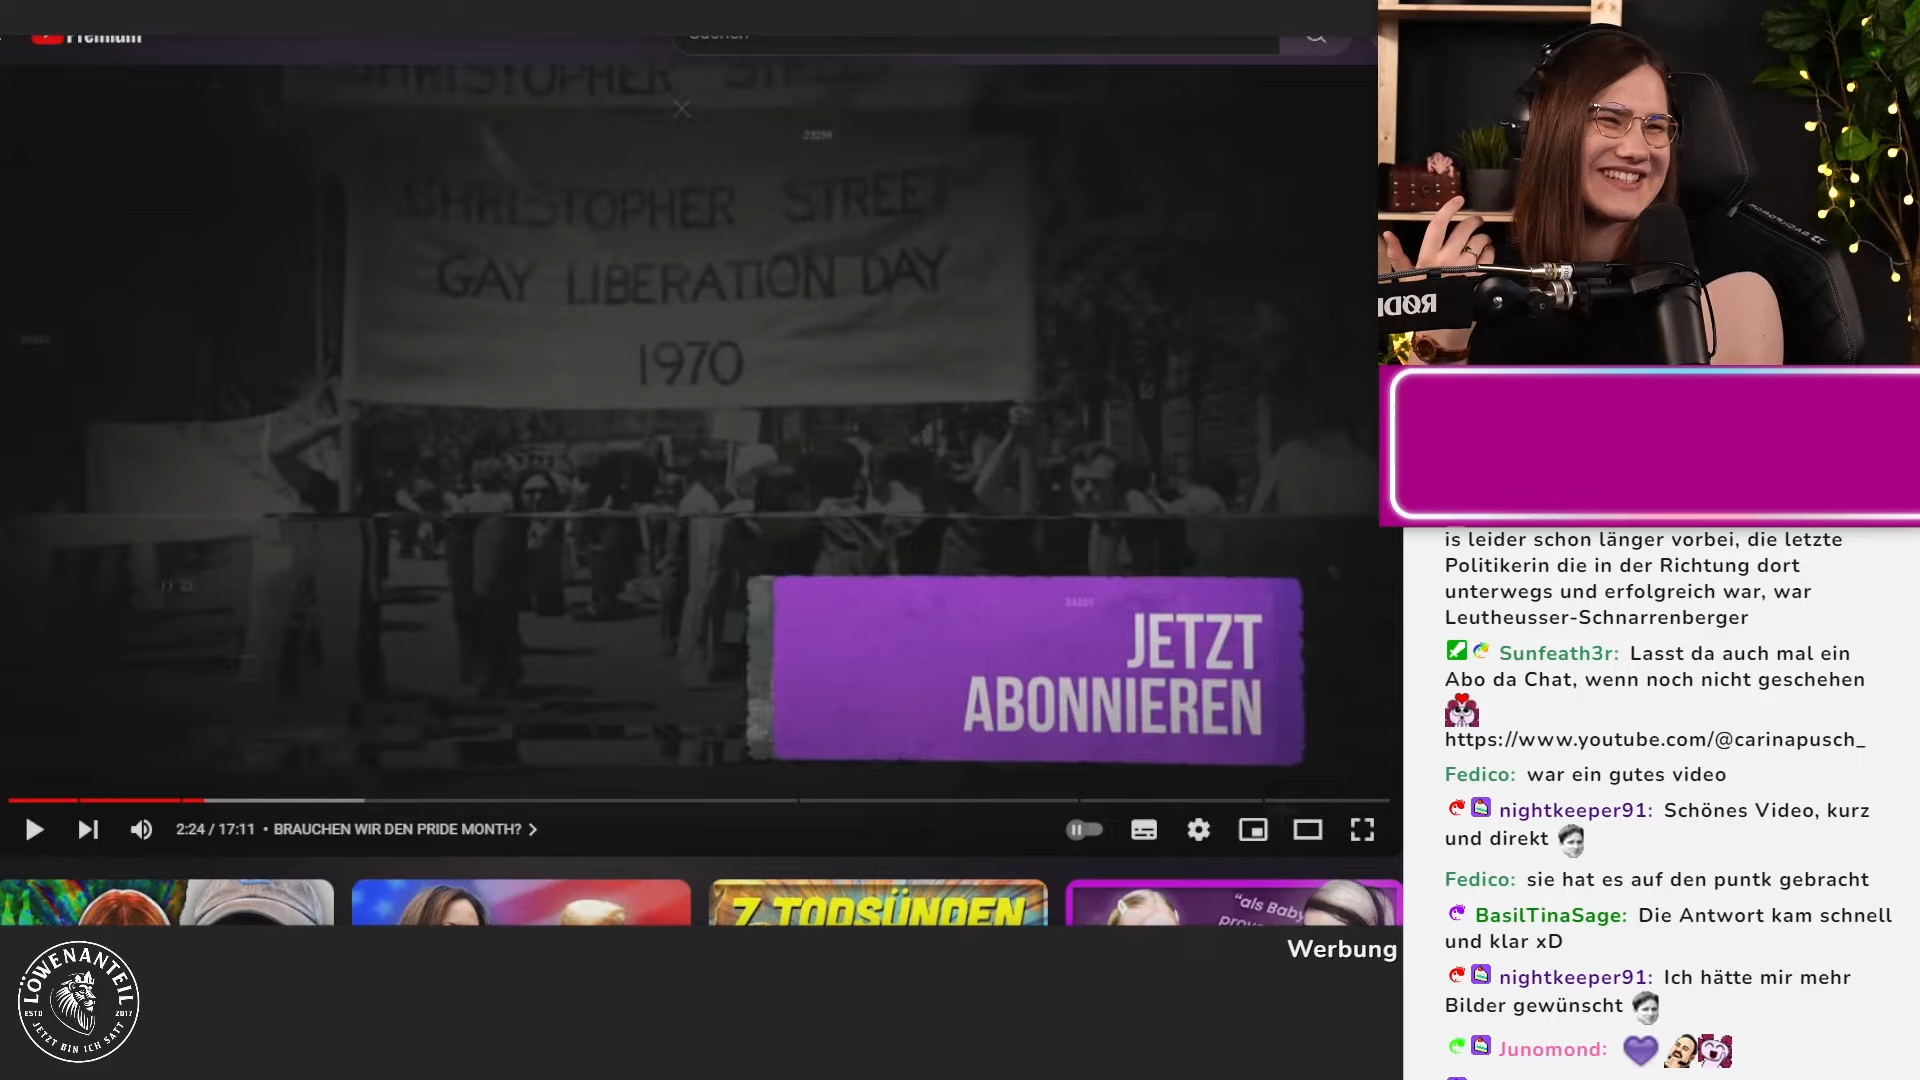 Premium
Suchen
CHRISTOPHER STREET
23256
CHRISTOPHER STREET
GAY LIBERATION DAY
1970
JETZT
ABONNIEREN
2:24 / 17:11 • BRAUCHEN WIR DEN PRIDE MONTH?
7 TODSÜNDEN
"als Baby
Werbung
LÖWENANTEIL
ESTD 2017
JETZT BIN ICH SATT
RØDE
is leider schon länger vorbei, die letzte
Politikerin die in der Richtung dort
unterwegs und erfolgreich war, war
Leutheusser-Schnarrenberger
Sunfeath3r: Lasst da auch mal ein
Abo da Chat, wenn noch nicht geschehen
https://www.youtube.com/@carinapusch_
Fedico: war ein gutes video
nightkeeper91: Schönes Video, kurz
und direkt
Fedico: sie hat es auf den puntk gebracht
BasilTinaSage: Die Antwort kam schnell
und klar xD
nightkeeper91: Ich hätte mir mehr
Bilder gewünscht
Junomond: